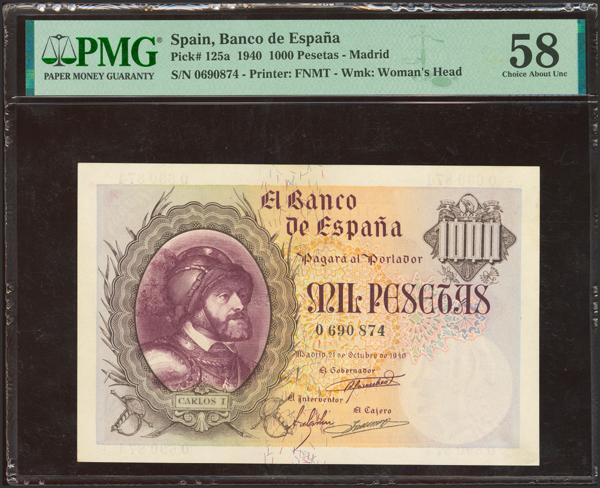 PMG
PAPER MONEY GUARANTY
Spain, Banco de España
Pick# 125a 1940 1000 Pesetas - Madrid
S/N 0690874 - Printer: FNMT - Wmk: Woman's Head
58
Choice About Unc
El Banco
de España
Pagará al Portador
MIL PESETAS
0 690 874
Madrid, 21 de Octubre de 1940
El Gobernador
El Interventor
El Cajero
CARLOS I